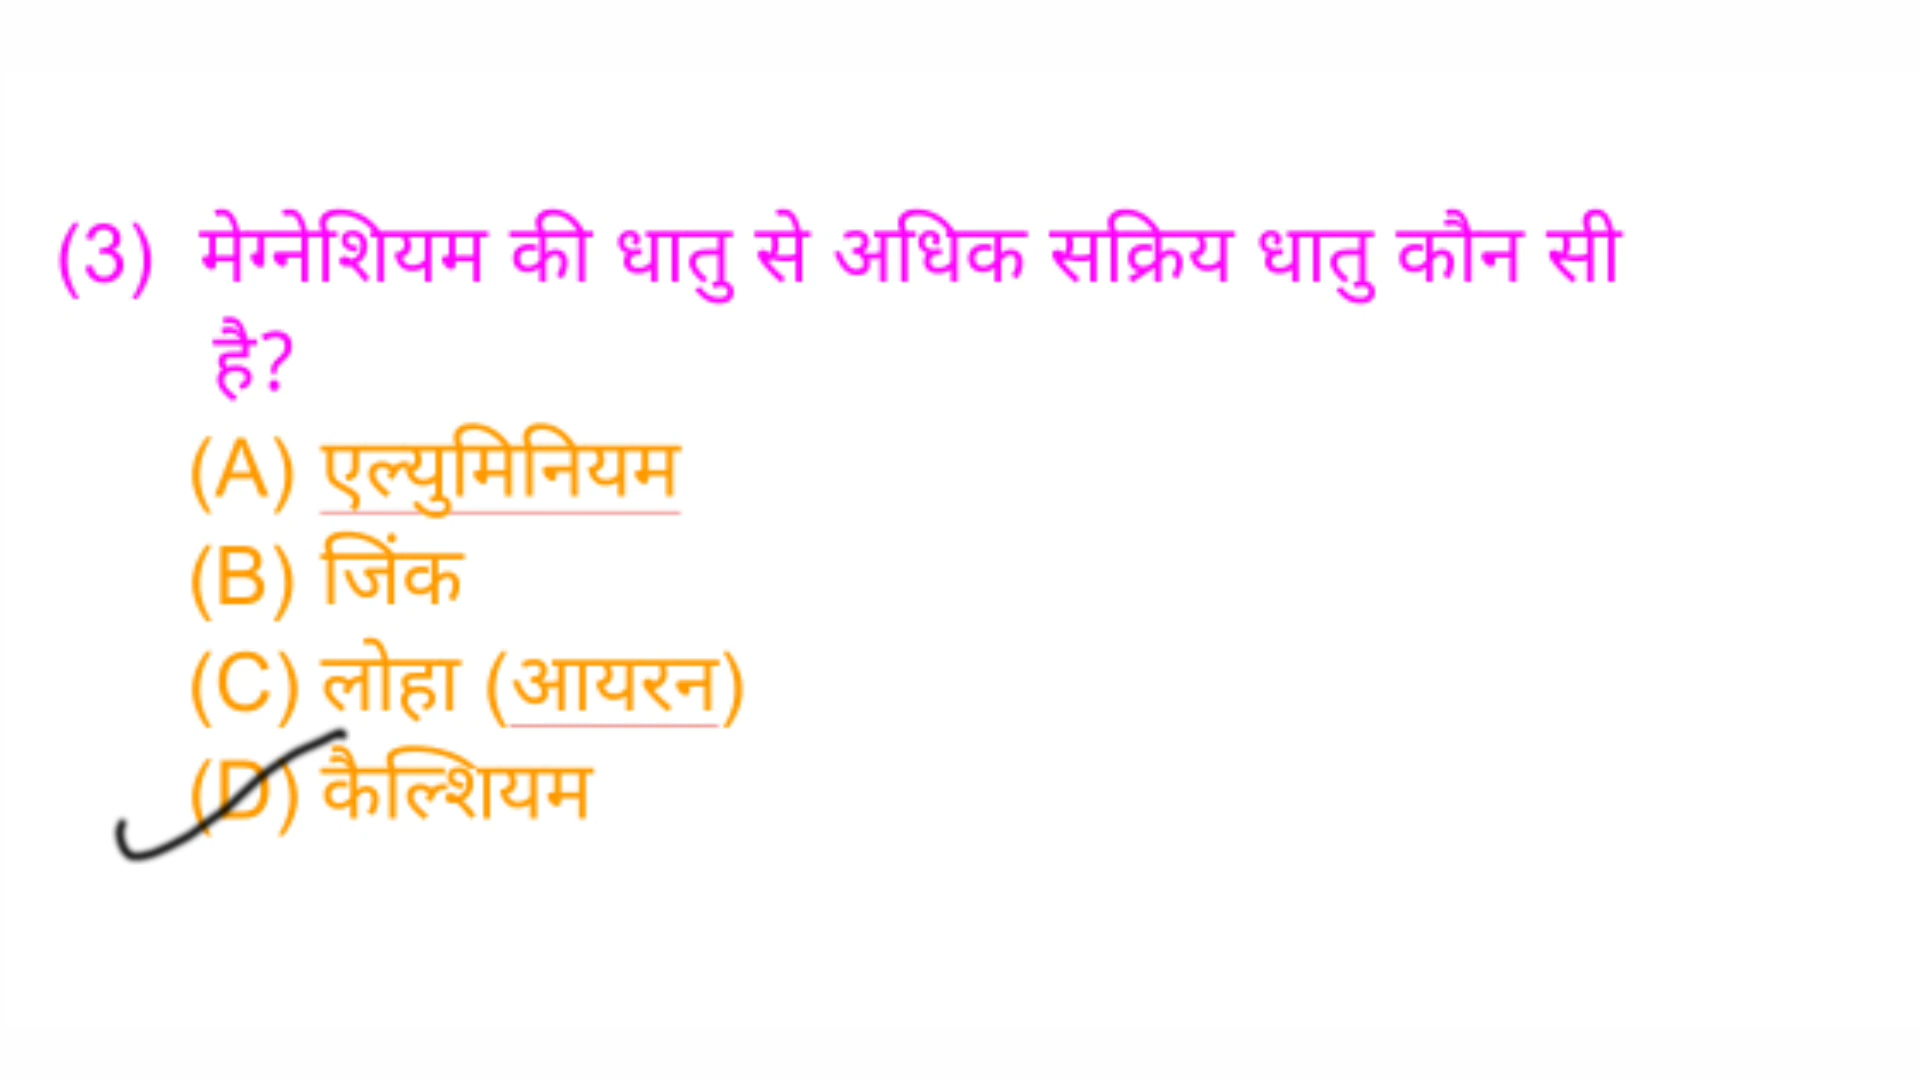 (3) मेग्नेशियम की धातु से अधिक सक्रिय धातु कौन सी
है?
(A) एल्युमिनियम
(B) जिंक
(C) लोहा (आयरन)
(D) कैल्शियम